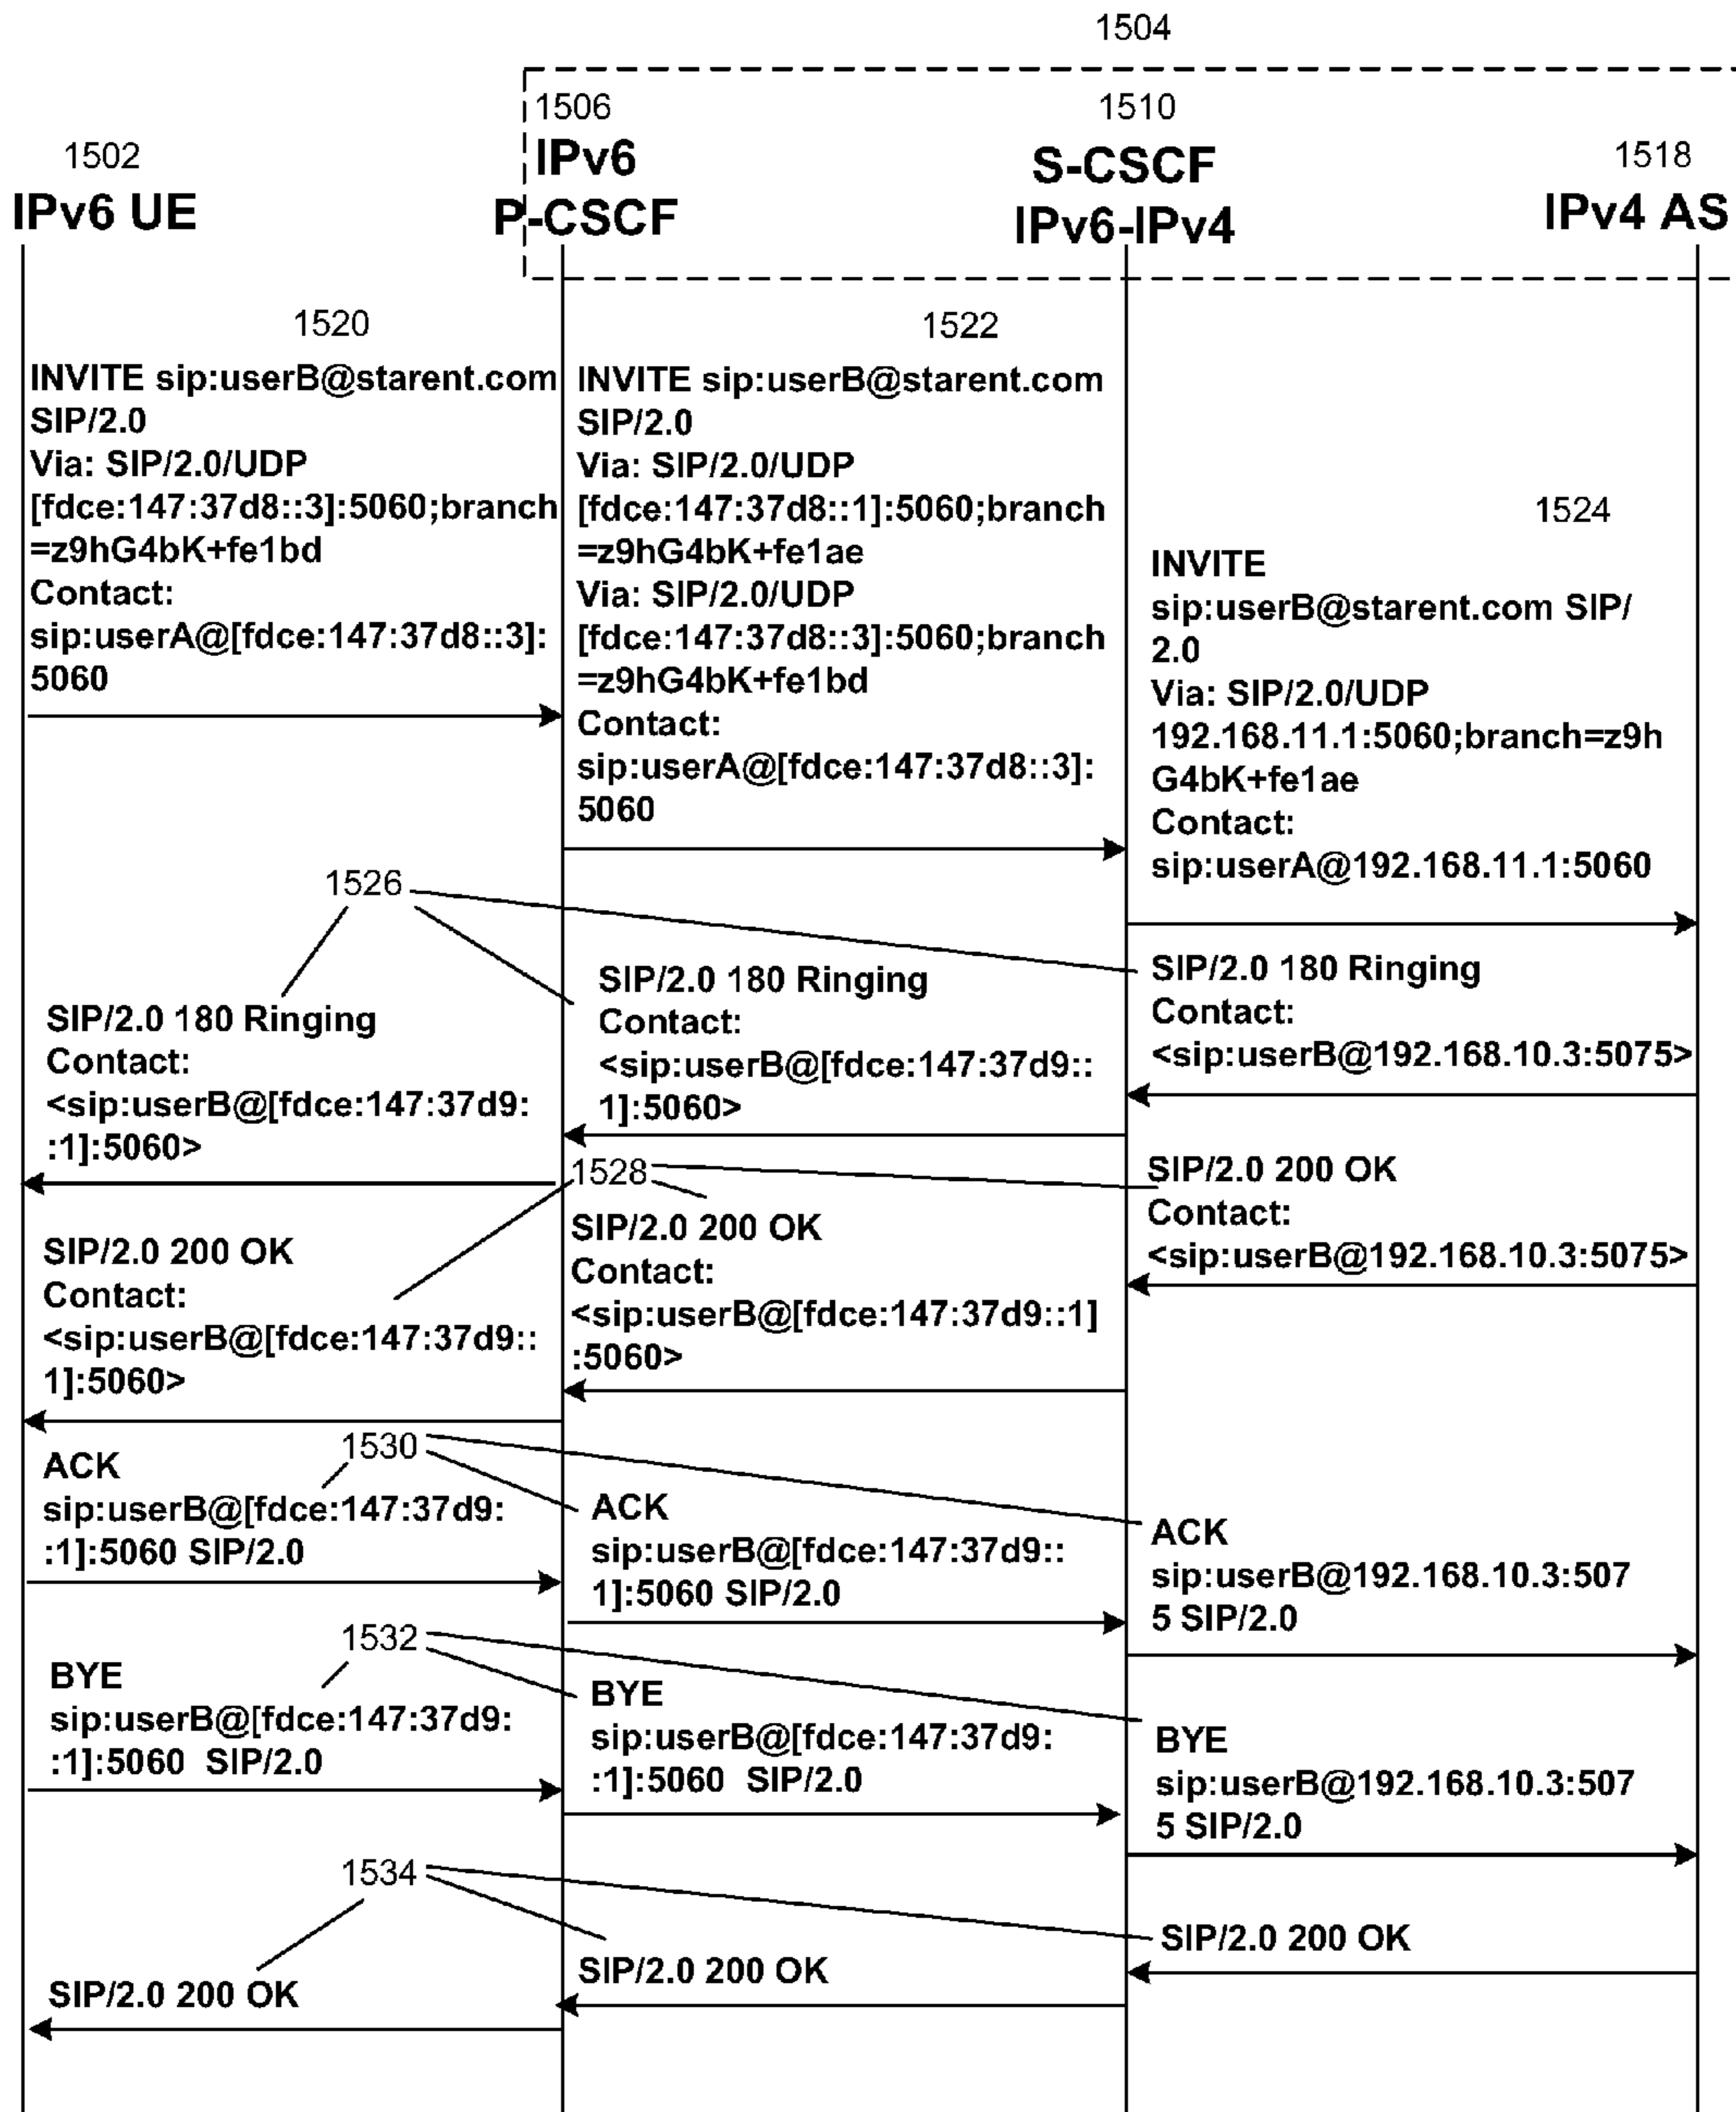 1504
1506
IPv6
P-CSCF
1510
S-CSCF
IPv6-IPv4
1502
IPv6 UE
1518
IPv4 AS
1520
INVITE sip:userB@starent.com
SIP/2.0
Via: SIP/2.0/UDP
[fdce:147:37d8::3]:5060;branch
=z9hG4bK+fe1bd
Contact:
sip:userA@[fdce:147:37d8::3]:
5060
1522
INVITE sip:userB@starent.com
SIP/2.0
Via: SIP/2.0/UDP
[fdce:147:37d8::1]:5060;branch
=z9hG4bK+fe1ae
Via: SIP/2.0/UDP
[fdce:147:37d8::3]:5060;branch
=z9hG4bK+fe1bd
Contact:
sip:userA@[fdce:147:37d8::3]:
5060
1524
INVITE
sip:userB@starent.com SIP/
2.0
Via: SIP/2.0/UDP
192.168.11.1:5060;branch=z9h
G4bK+fe1ae
Contact:
sip:userA@192.168.11.1:5060
1526
SIP/2.0 180 Ringing
Contact:
<sip:userB@192.168.10.3:5075>
SIP/2.0 180 Ringing
Contact:
<sip:userB@[fdce:147:37d9::
1]:5060>
SIP/2.0 180 Ringing
Contact:
<sip:userB@[fdce:147:37d9:
:1]:5060>
1528
SIP/2.0 200 OK
Contact:
<sip:userB@192.168.10.3:5075>
SIP/2.0 200 OK
Contact:
<sip:userB@[fdce:147:37d9::1]
:5060>
SIP/2.0 200 OK
Contact:
<sip:userB@[fdce:147:37d9::
1]:5060>
1530
ACK
sip:userB@[fdce:147:37d9:
:1]:5060 SIP/2.0
ACK
sip:userB@[fdce:147:37d9::
1]:5060 SIP/2.0
ACK
sip:userB@192.168.10.3:507
5 SIP/2.0
1532
BYE
sip:userB@[fdce:147:37d9:
:1]:5060 SIP/2.0
BYE
sip:userB@[fdce:147:37d9:
:1]:5060 SIP/2.0
BYE
sip:userB@192.168.10.3:507
5 SIP/2.0
1534
SIP/2.0 200 OK
SIP/2.0 200 OK
SIP/2.0 200 OK